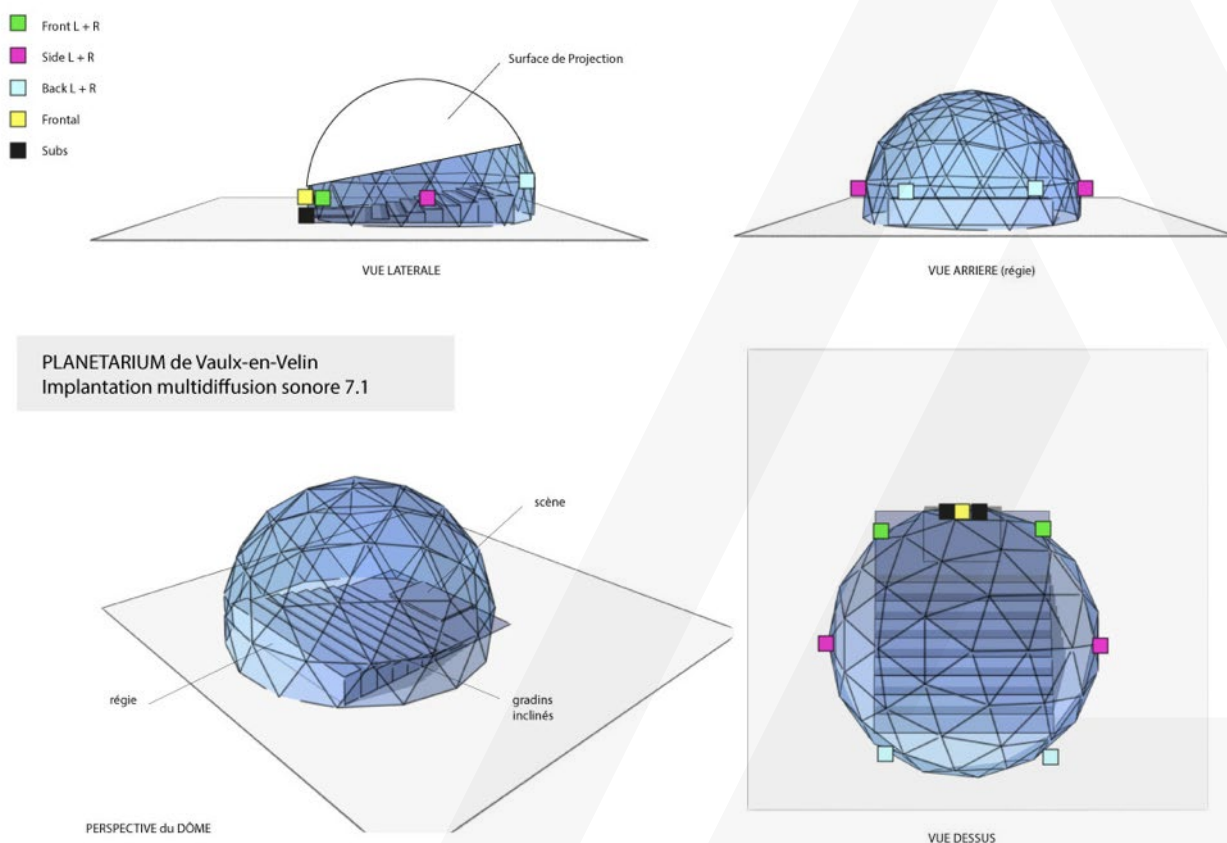 Front L + R
Side L + R
Back L + R
Frontal
Subs
Surface de Projection
VUE LATERALE
VUE ARRIERE (régie)
PLANETARIUM de Vaulx-en-Velin
Implantation multidiffusion sonore 7.1
scène
régie
gradins
inclinés
PERSPECTIVE du DÔME
VUE DESSUS